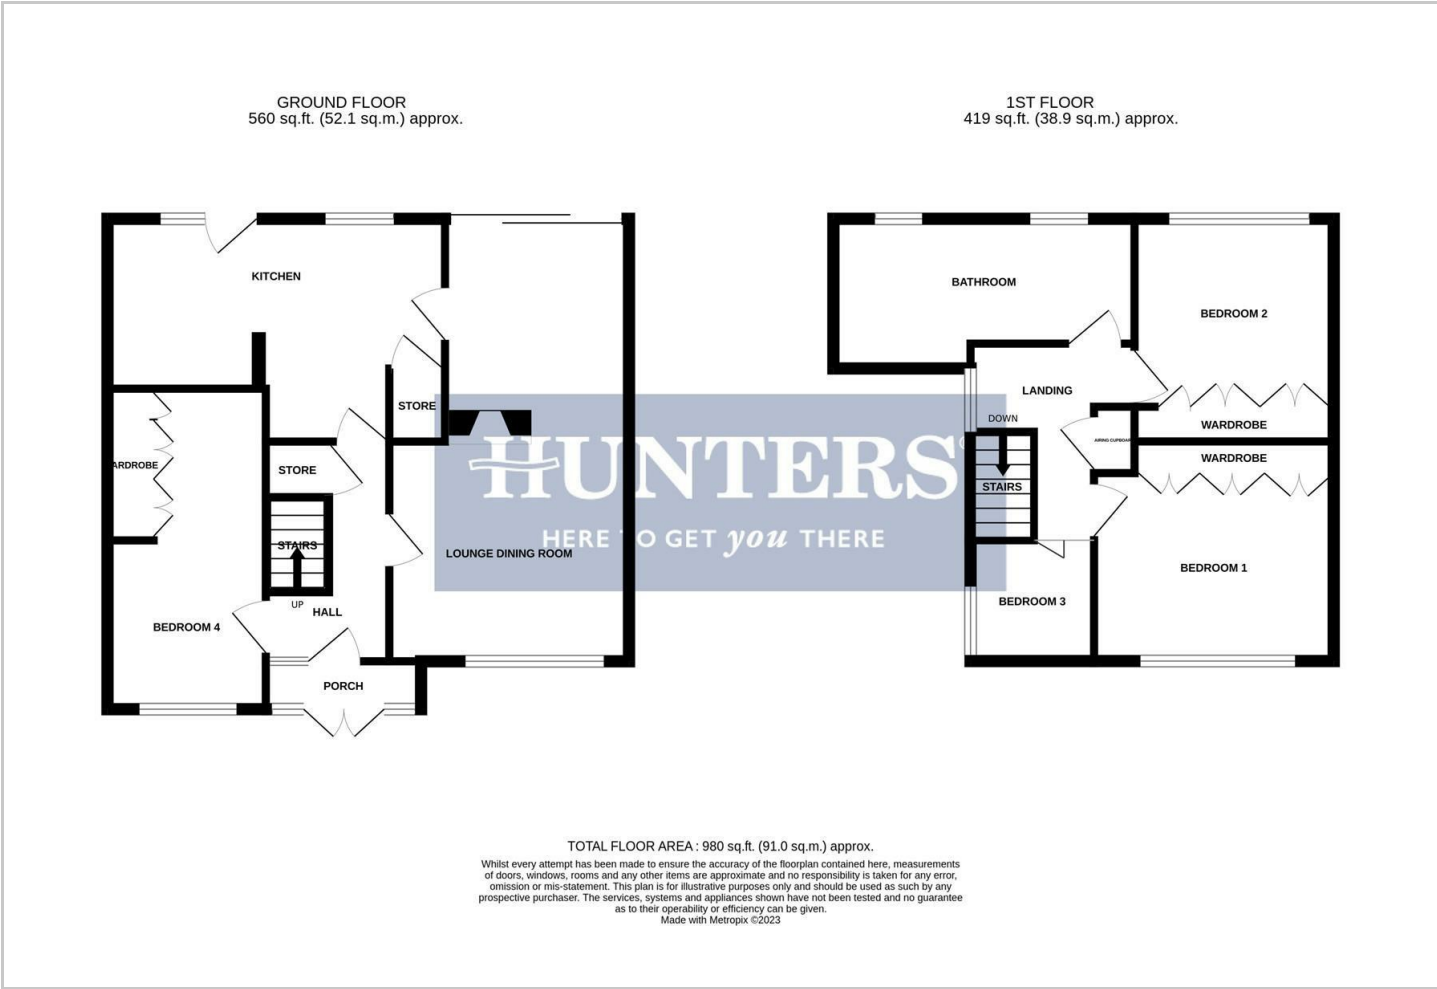 GROUND FLOOR
560 sq.ft. (52.1 sq.m.) approx.
1ST FLOOR
419 sq.ft. (38.9 sq.m.) approx.
KITCHEN
STORE
ARDROBE
STORE
STAIRS
LOUNGE DINING ROOM
UP
HALL
BEDROOM 4
PORCH
BATHROOM
BEDROOM 2
LANDING
DOWN
WARDROBE
AIRING CUPBOAR
WARDROBE
STAIRS
BEDROOM 1
BEDROOM 3
HUNTERS®
HERE TO GET you THERE
TOTAL FLOOR AREA : 980 sq.ft. (91.0 sq.m.) approx.
Whilst every attempt has been made to ensure the accuracy of the floorplan contained here, measurements
of doors, windows, rooms and any other items are approximate and no responsibility is taken for any error,
omission or mis-statement. This plan is for illustrative purposes only and should be used as such by any
prospective purchaser. The services, systems and appliances shown have not been tested and no guarantee
as to their operability or efficiency can be given.
Made with Metropix ©2023